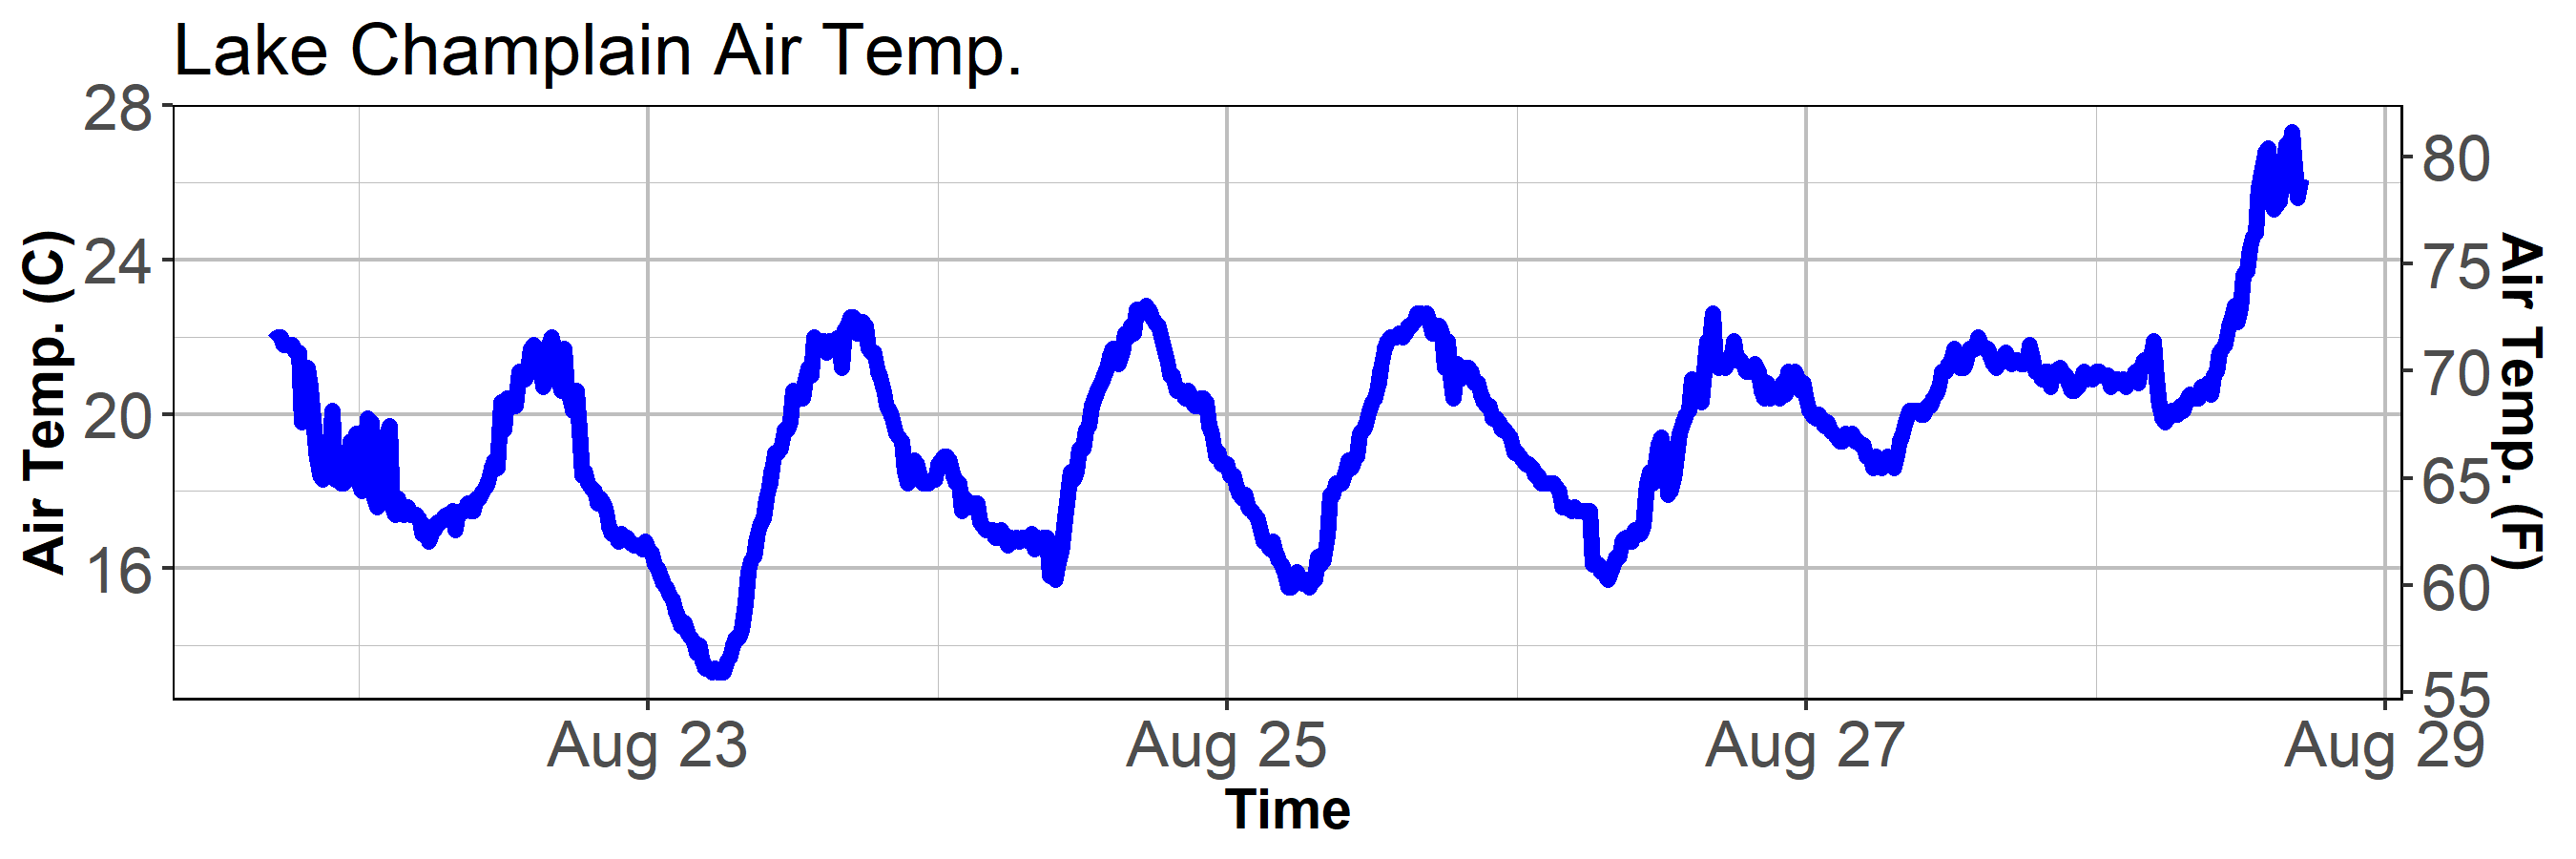 Lake Champlain Air Temp.
28
24
20
16
Air Temp. (C)
80
75
70
65
60
55
Air Temp. (F)
Aug 23
Aug 25
Aug 27
Aug 29
Time